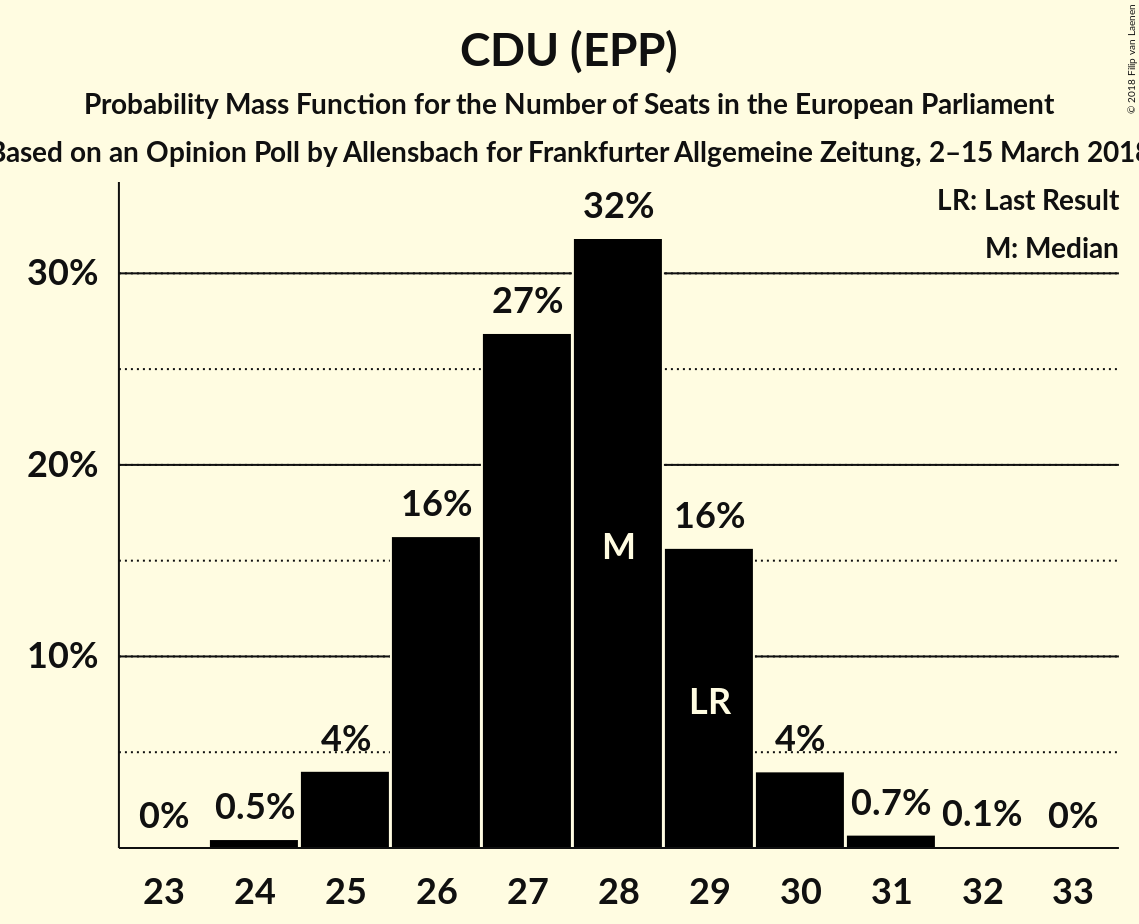 CDU (EPP)
Probability Mass Function for the Number of Seats in the European Parliament
Based on an Opinion Poll by Allensbach for Frankfurter Allgemeine Zeitung, 2–15 March 2018
© 2018 Filip van Laenen
LR: Last Result
M: Median
30%
20%
10%
0%
0.5%
4%
16%
27%
32%
16%
4%
0.7%
0.1%
0%
M
LR
23 24 25 26 27 28 29 30 31 32 33